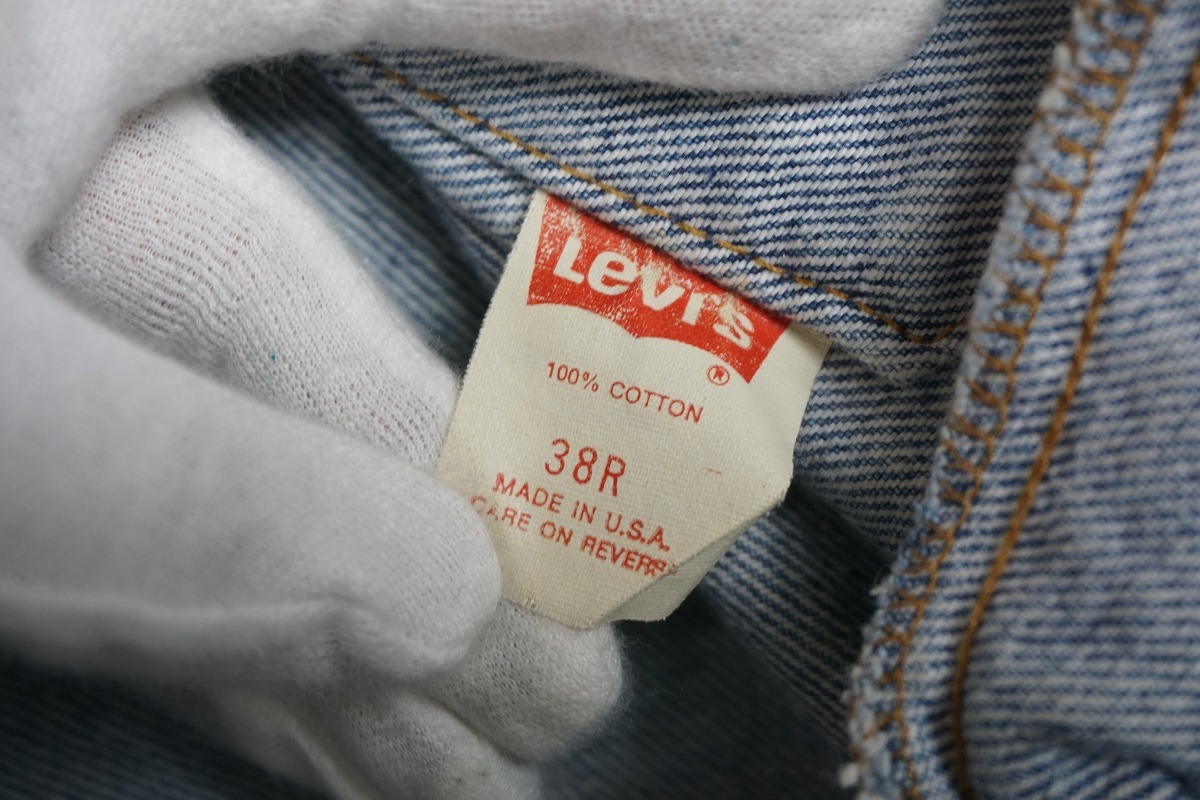 Levi's
®
100% COTTON
38R
MADE IN U.S.A.
CARE ON REVERSE